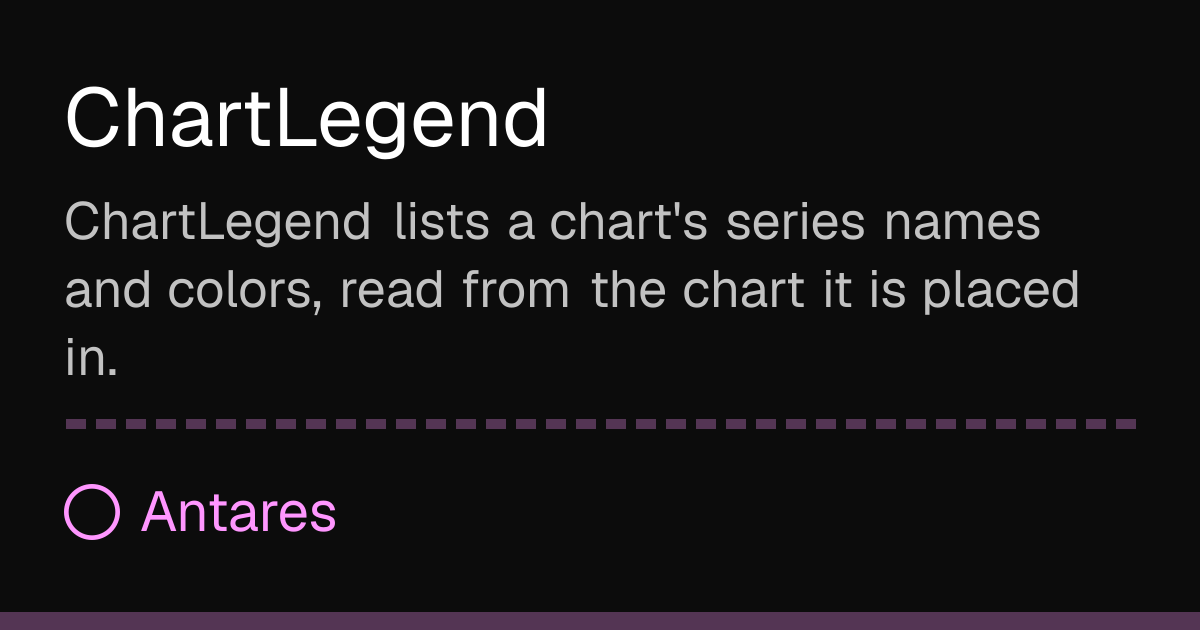 ChartLegend
ChartLegend lists a chart's series names
and colors, read from the chart it is placed
in.
Antares